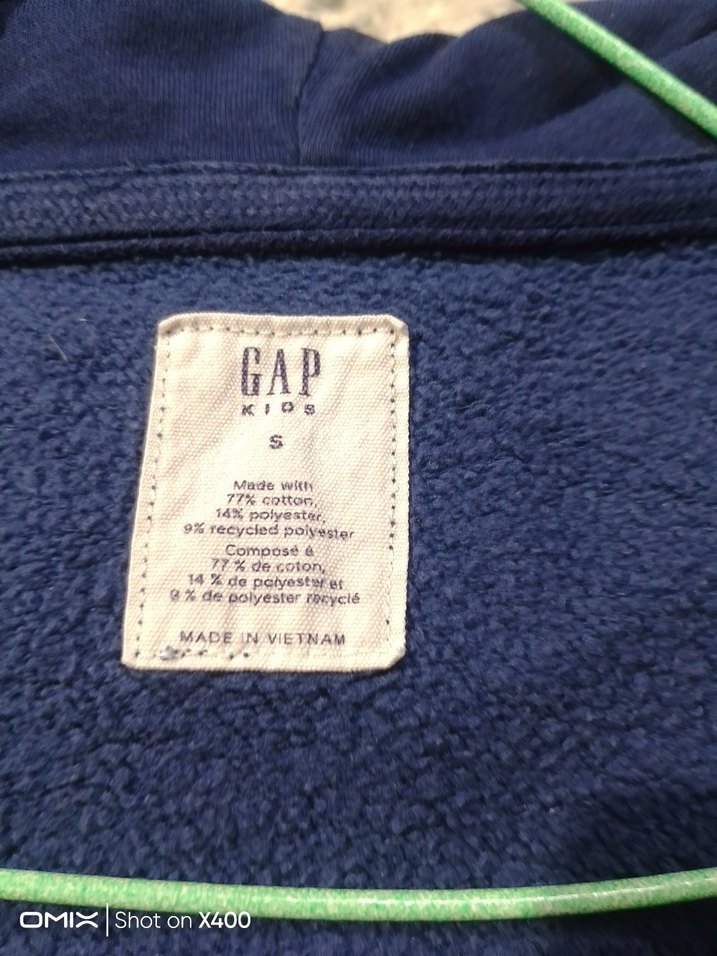 GAP
KIDS
S
Made with
77% cotton,
14% polyester,
9% recycled polyester
Composé à
77 % de coton,
14 % de polyester et
9 % de polyester recyclé
MADE IN VIETNAM
OMIX | Shot on X400